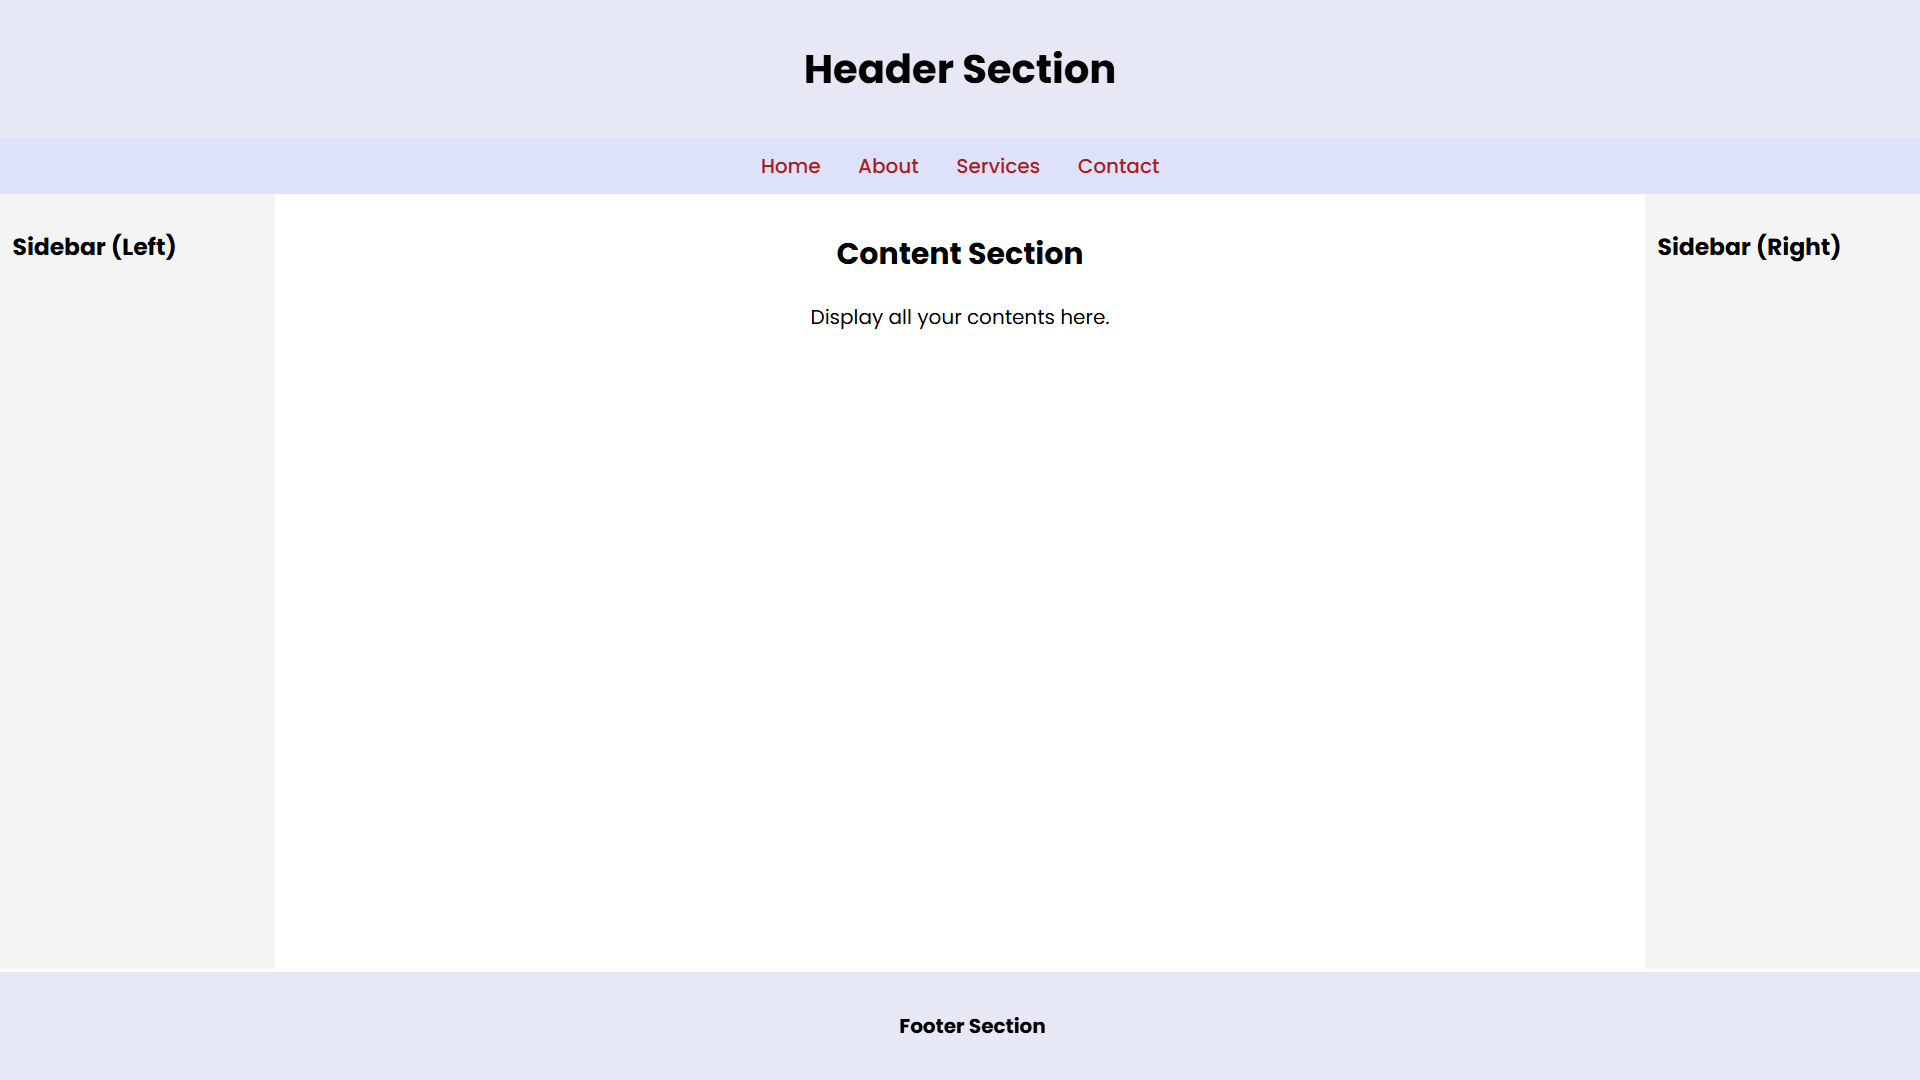 Header Section
Home About Services Contact
Sidebar (Left)
Content Section
Display all your contents here.
Sidebar (Right)
Footer Section